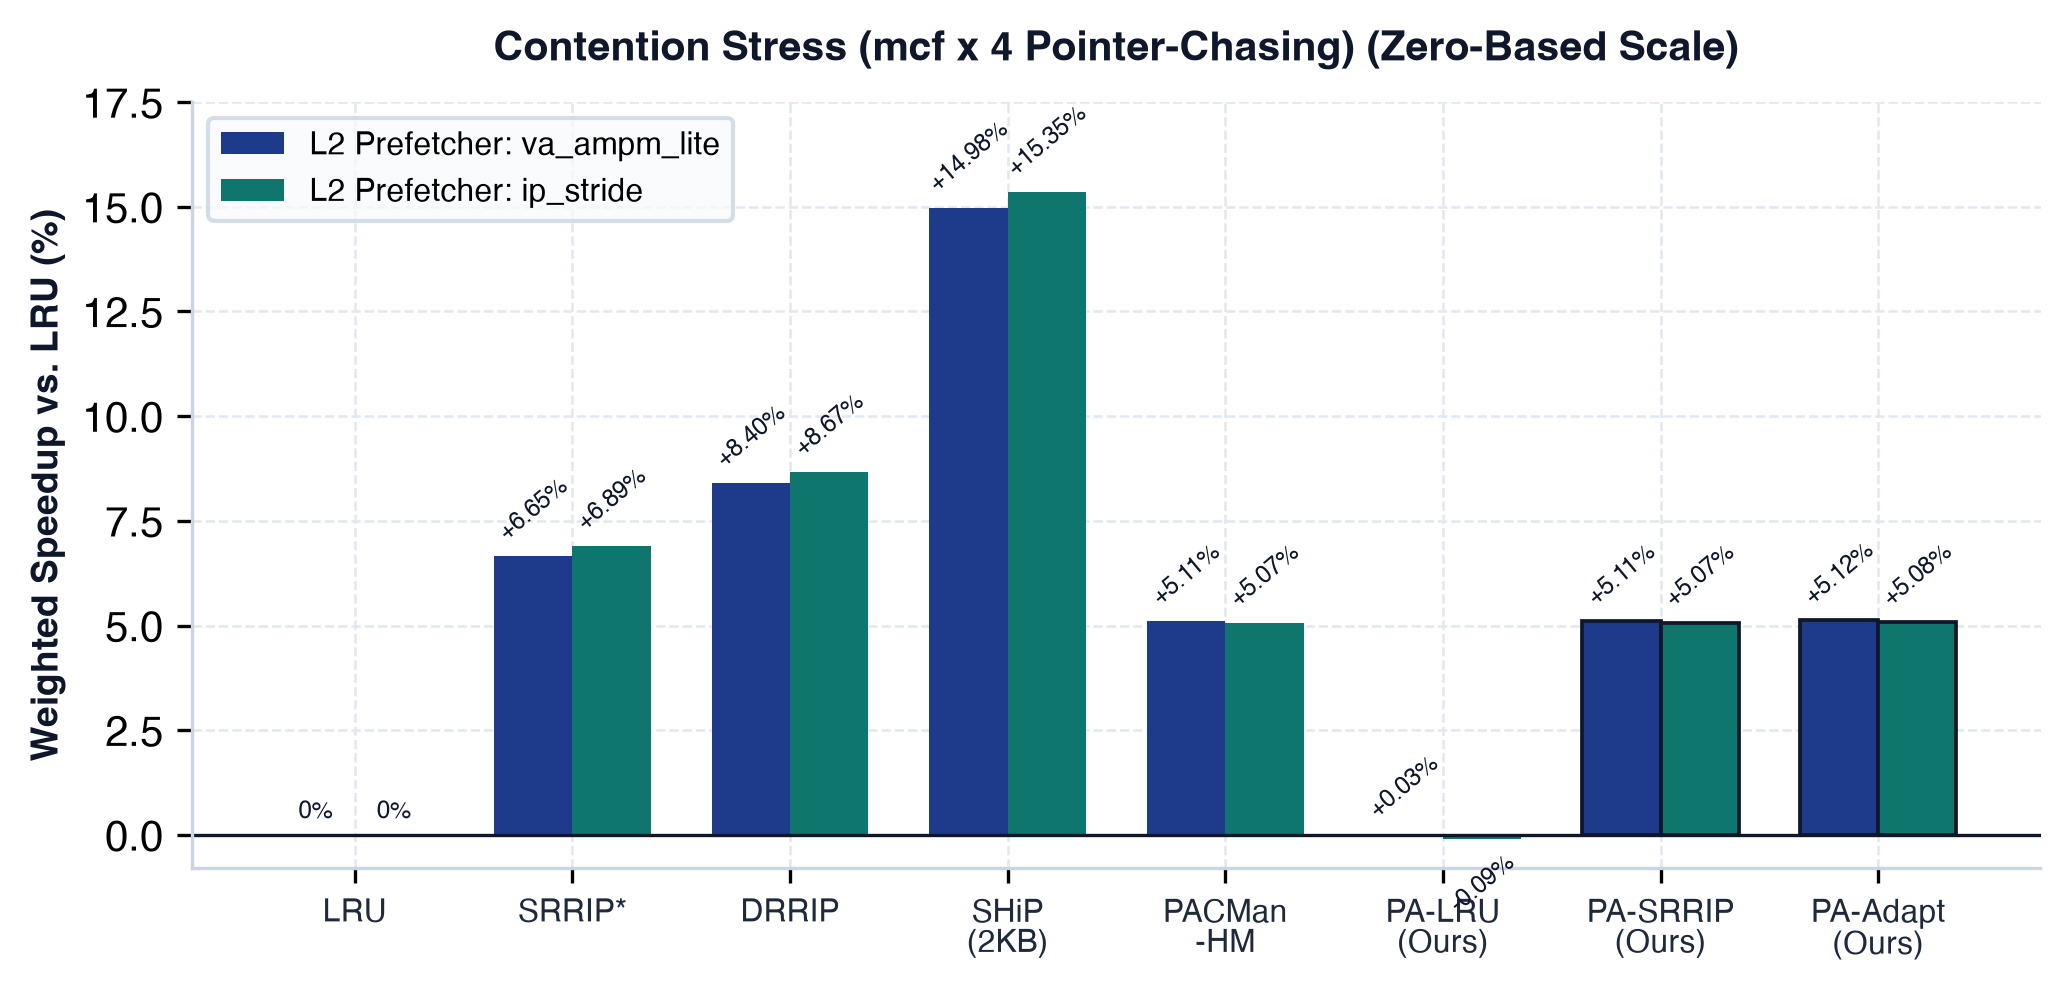 Contention Stress (mcf x 4 Pointer-Chasing) (Zero-Based Scale)
Weighted Speedup vs. LRU (%)
17.5
15.0
12.5
10.0
7.5
5.0
2.5
0.0
L2 Prefetcher: va_ampm_lite
L2 Prefetcher: ip_stride
0%
0%
+6.65%
+6.89%
+8.40%
+8.67%
+14.98%
+15.35%
+5.11%
+5.07%
+0.03%
-0.09%
+5.11%
+5.07%
+5.12%
+5.08%
LRU
SRRIP*
DRRIP
SHiP
(2KB)
PACMan
-HM
PA-LRU
(Ours)
PA-SRRIP
(Ours)
PA-Adapt
(Ours)